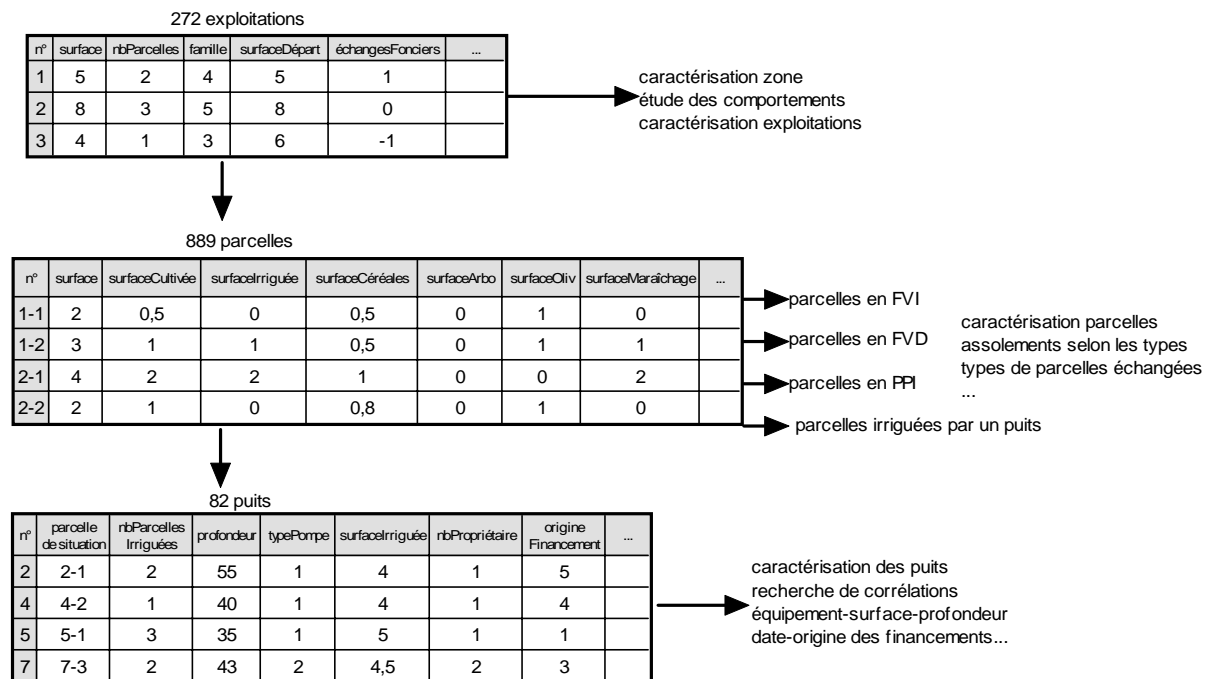 272 exploitations
n° surface nbParcelles famille surfaceDépart échangesFonciers ...
1 5 2 4 5 1
2 8 3 5 8 0
3 4 1 3 6 -1
caractérisation zone
étude des comportements
caractérisation exploitations
889 parcelles
n° surface surfaceCultivée surfaceIrriguée surfaceCéréales surfaceArbo surfaceOliv surfaceMaraîchage ...
1-1 2 0,5 0 0,5 0 1 0
1-2 3 1 1 0,5 0 1 1
2-1 4 2 2 1 0 0 2
2-2 2 1 0 0,8 0 1 0
parcelles en FVI
parcelles en FVD
parcelles en PPI
parcelles irriguées par un puits
caractérisation parcelles
assolements selon les types
types de parcelles échangées
...
82 puits
n° parcelle de situation nbParcelles Irriguées profondeur typePompe surfaceIrriguée nbPropriétaire origine Financement ...
2 2-1 2 55 1 4 1 5
4 4-2 1 40 1 4 1 4
5 5-1 3 35 1 5 1 1
7 7-3 2 43 2 4,5 2 3
caractérisation des puits
recherche de corrélations
équipement-surface-profondeur
date-origine des financements...